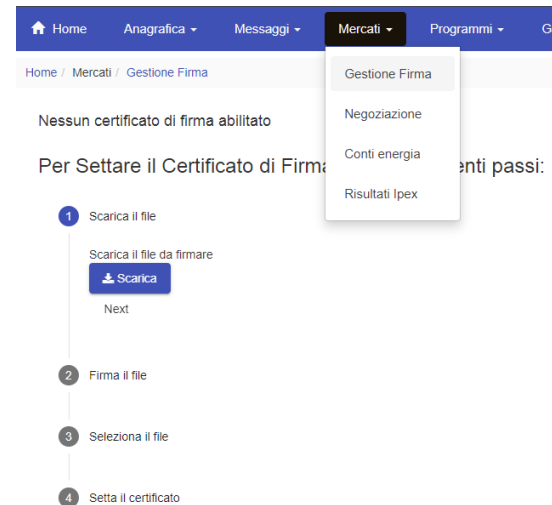 Home Anagrafica Messaggi Mercati Programmi G
Home / Mercati / Gestione Firma
Gestione Firma
Negoziazione
Conti energia
Risultati Ipex
Nessun certificato di firma abilitato
Per Settare il Certificato di Firma enti passi:
1 Scarica il file
Scarica il file da firmare
Scarica
Next
2 Firma il file
3 Seleziona il file
4 Setta il certificato